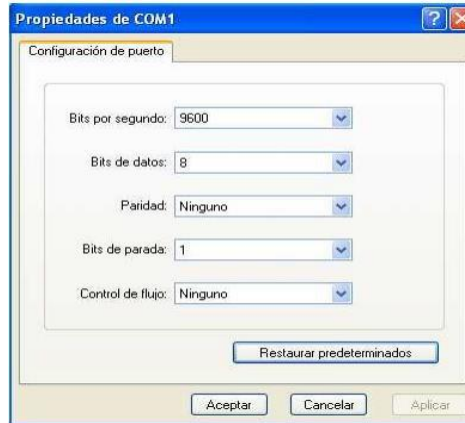 Propiedades de COM1
Configuración de puerto
Bits por segundo: 9600
Bits de datos: 8
Paridad: Ninguno
Bits de parada: 1
Control de flujo: Ninguno
Restaurar predeterminados
Aceptar Cancelar Aplicar